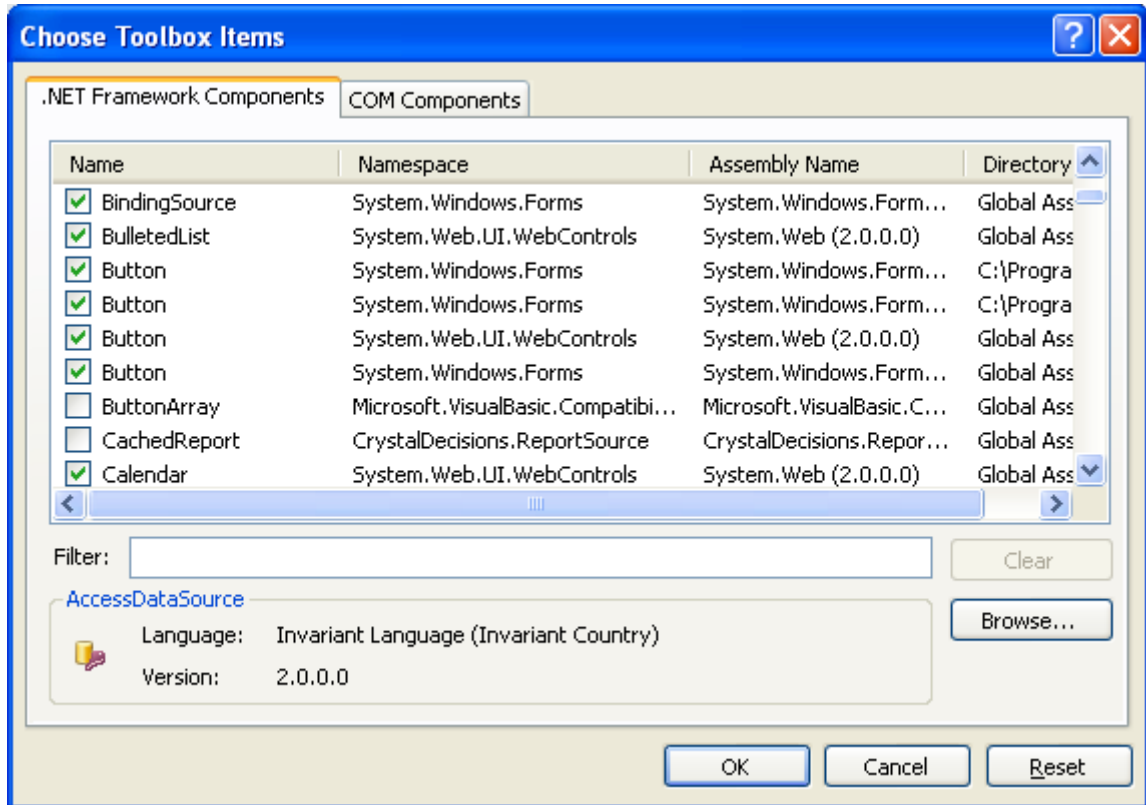 Choose Toolbox Items
.NET Framework Components COM Components
Name Namespace Assembly Name Directory
BindingSource System.Windows.Forms System.Windows.Form... Global Ass
BulletedList System.Web.UI.WebControls System.Web (2.0.0.0) Global Ass
Button System.Windows.Forms System.Windows.Form... C:\Progra
Button System.Windows.Forms System.Windows.Form... C:\Progra
Button System.Web.UI.WebControls System.Web (2.0.0.0) Global Ass
Button System.Windows.Forms System.Windows.Form... Global Ass
ButtonArray Microsoft.VisualBasic.Compatibi... Microsoft.VisualBasic.C... Global Ass
CachedReport CrystalDecisions.ReportSource CrystalDecisions.Repor... Global Ass
Calendar System.Web.UI.WebControls System.Web (2.0.0.0) Global Ass
Filter: Clear
AccessDataSource
Language: Invariant Language (Invariant Country) Browse...
Version: 2.0.0.0
OK Cancel Reset